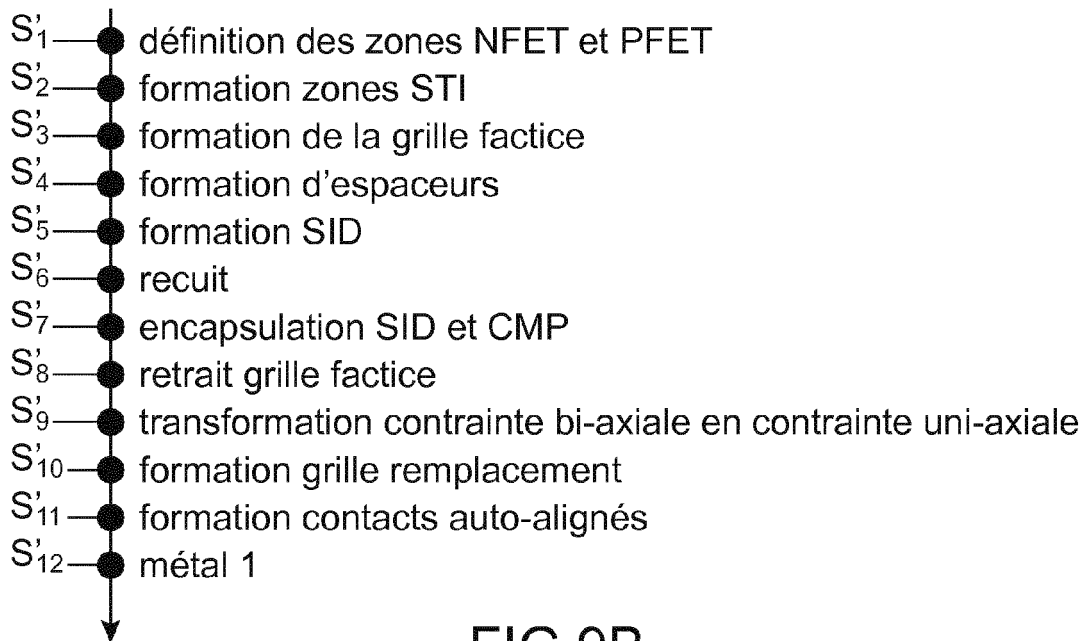 S'1 définition des zones NFET et PFET
S'2 formation zones STI
S'3 formation de la grille factice
S'4 formation d'espaceurs
S'5 formation SID
S'6 recuit
S'7 encapsulation SID et CMP
S'8 retrait grille factice
S'9 transformation contrainte bi-axiale en contrainte uni-axiale
S'10 formation grille remplacement
S'11 formation contacts auto-alignés
S'12 métal 1
FIG.9B